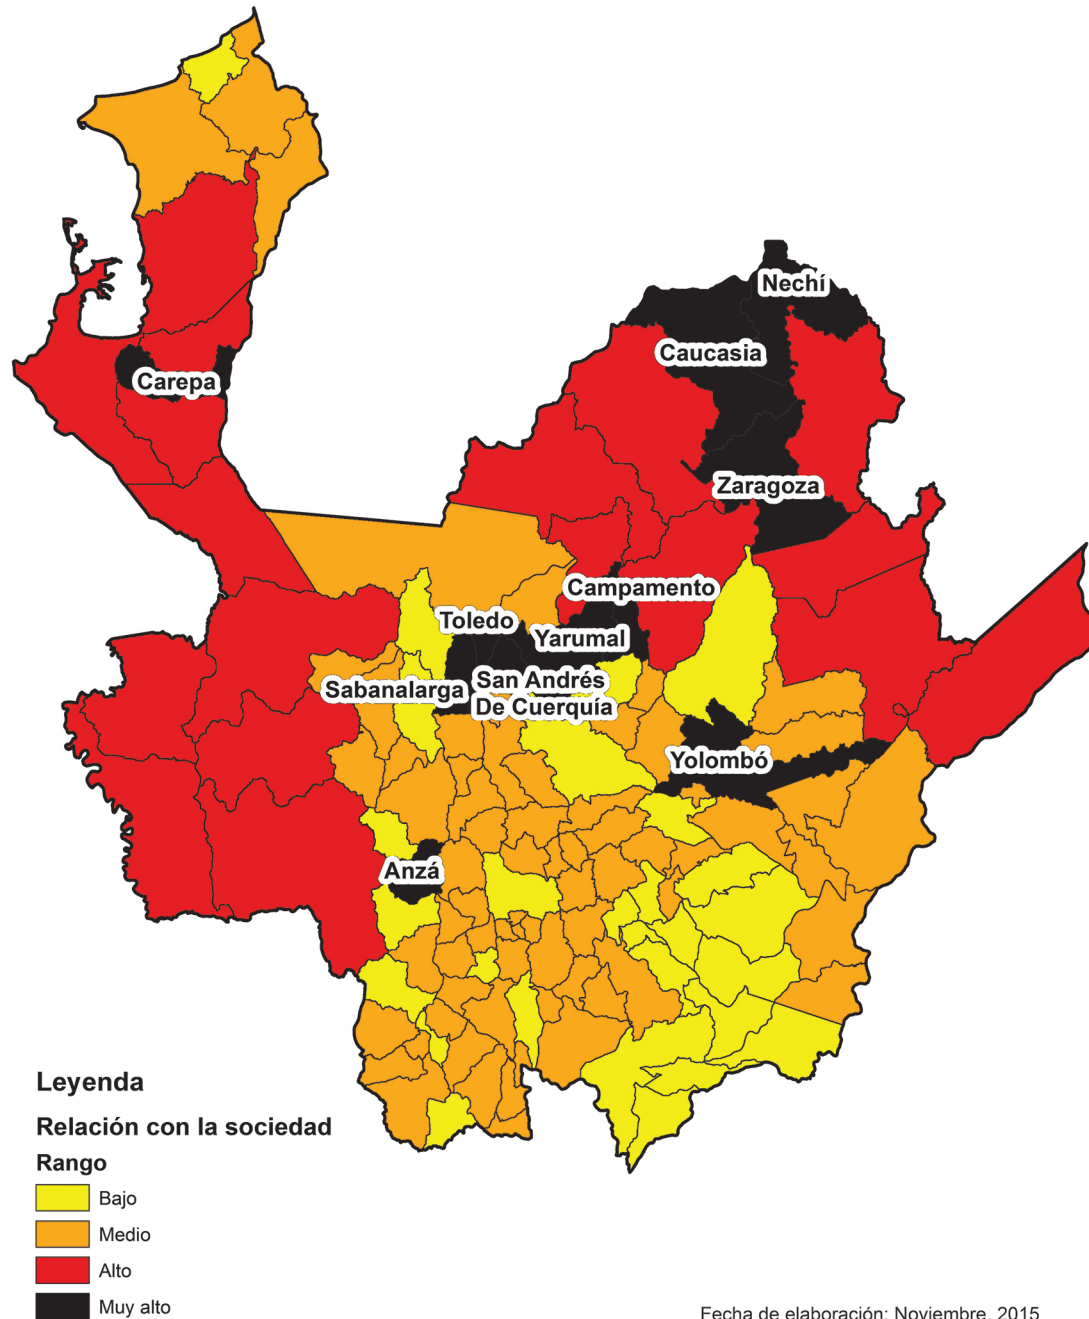 Nechí
Caucasia
Carepa
Zaragoza
Campamento
Toledo
Yarumal
San Andrés
De Cuerquía
Sabanalarga
Yolombó
Anzá
Leyenda
Relación con la sociedad
Rango
Bajo
Medio
Alto
Muy alto
Fecha de elaboración: Noviembre, 2015